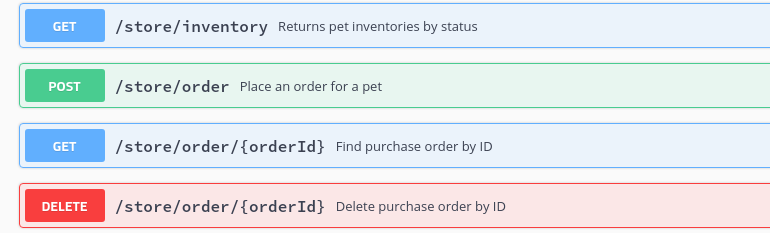 GET /store/inventory Returns pet inventories by status
POST /store/order Place an order for a pet
GET /store/order/{orderId} Find purchase order by ID
DELETE /store/order/{orderId} Delete purchase order by ID